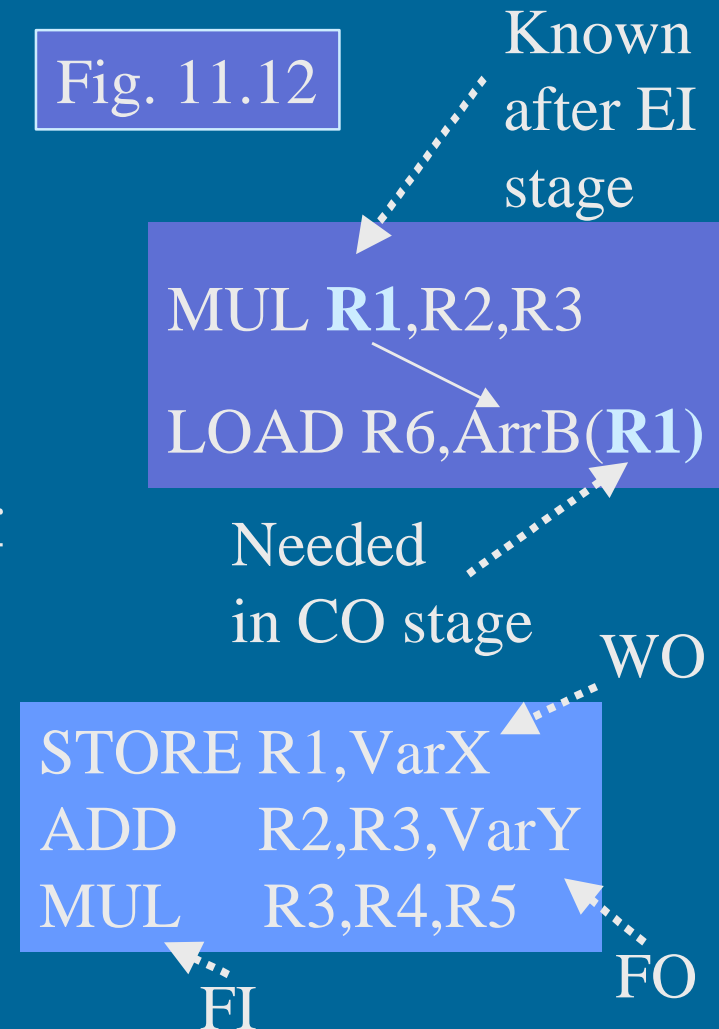 Fig. 11.12
Known
after EI
stage
MUL R1,R2,R3
LOAD R6,ArrB(R1)
Needed
in CO stage
WO
STORE R1,VarX
ADD R2,R3,VarY
MUL R3,R4,R5
FO
FI